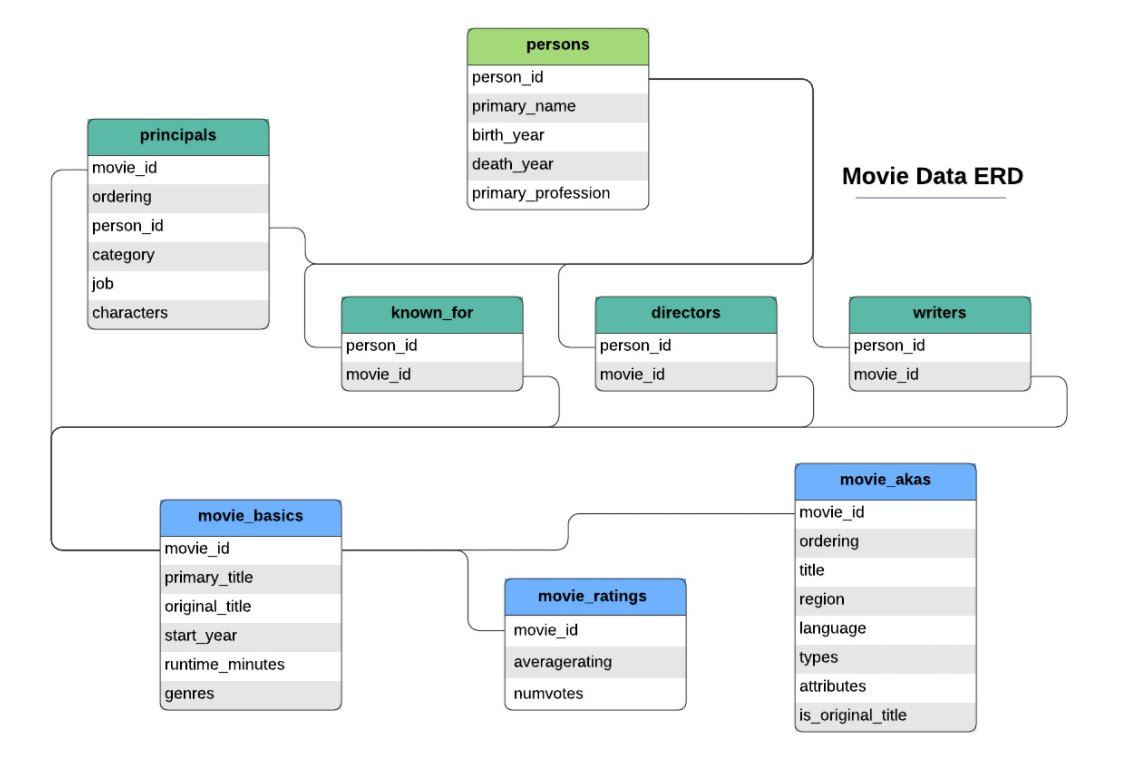 persons
person_id
primary_name
birth_year
death_year
primary_profession
principals
movie_id
ordering
person_id
category
job
characters
Movie Data ERD
known_for
person_id
movie_id
directors
person_id
movie_id
writers
person_id
movie_id
movie_basics
movie_id
primary_title
original_title
start_year
runtime_minutes
genres
movie_ratings
movie_id
averagerating
numvotes
movie_akas
movie_id
ordering
title
region
language
types
attributes
is_original_title